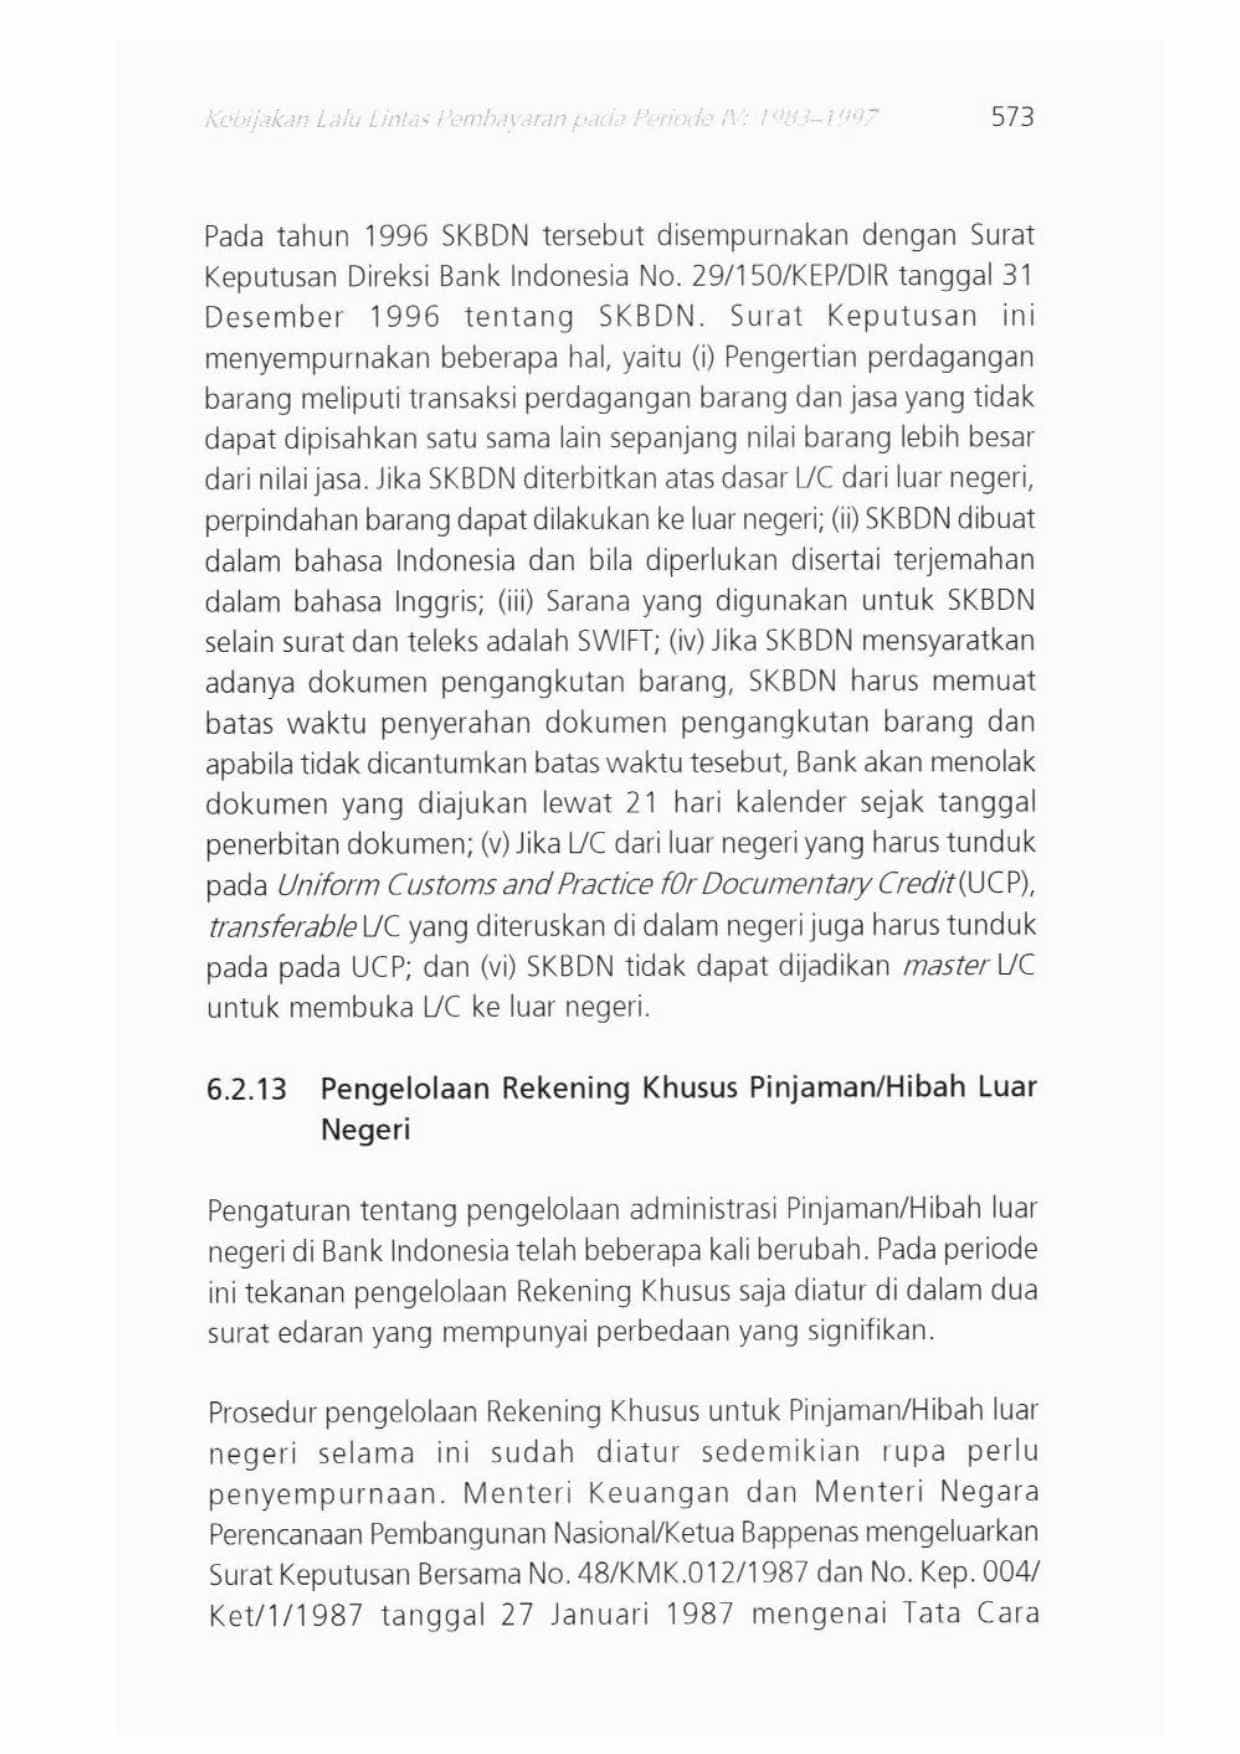 Kebijakan Lalu Lintas Pembayaran pada Periode IV: 1983–1997 573
Pada tahun 1996 SKBDN tersebut disempurnakan dengan Surat
Keputusan Direksi Bank Indonesia No. 29/150/KEP/DIR tanggal 31
Desember 1996 tentang SKBDN. Surat Keputusan ini
menyempurnakan beberapa hal, yaitu (i) Pengertian perdagangan
barang meliputi transaksi perdagangan barang dan jasa yang tidak
dapat dipisahkan satu sama lain sepanjang nilai barang lebih besar
dari nilai jasa. Jika SKBDN diterbitkan atas dasar L/C dari luar negeri,
perpindahan barang dapat dilakukan ke luar negeri; (ii) SKBDN dibuat
dalam bahasa Indonesia dan bila diperlukan disertai terjemahan
dalam bahasa Inggris; (iii) Sarana yang digunakan untuk SKBDN
selain surat dan teleks adalah SWIFT; (iv) Jika SKBDN mensyaratkan
adanya dokumen pengangkutan barang, SKBDN harus memuat
batas waktu penyerahan dokumen pengangkutan barang dan
apabila tidak dicantumkan batas waktu tesebut, Bank akan menolak
dokumen yang diajukan lewat 21 hari kalender sejak tanggal
penerbitan dokumen; (v) Jika L/C dari luar negeri yang harus tunduk
pada Uniform Customs and Practice f0r Documentary Credit (UCP),
transferable L/C yang diteruskan di dalam negeri juga harus tunduk
pada pada UCP; dan (vi) SKBDN tidak dapat dijadikan master L/C
untuk membuka L/C ke luar negeri.
6.2.13 Pengelolaan Rekening Khusus Pinjaman/Hibah Luar
Negeri
Pengaturan tentang pengelolaan administrasi Pinjaman/Hibah luar
negeri di Bank Indonesia telah beberapa kali berubah. Pada periode
ini tekanan pengelolaan Rekening Khusus saja diatur di dalam dua
surat edaran yang mempunyai perbedaan yang signifikan.
Prosedur pengelolaan Rekening Khusus untuk Pinjaman/Hibah luar
negeri selama ini sudah diatur sedemikian rupa perlu
penyempurnaan. Menteri Keuangan dan Menteri Negara
Perencanaan Pembangunan Nasional/Ketua Bappenas mengeluarkan
Surat Keputusan Bersama No. 48/KMK.012/1987 dan No. Kep. 004/
Ket/1/1987 tanggal 27 Januari 1987 mengenai Tata Cara